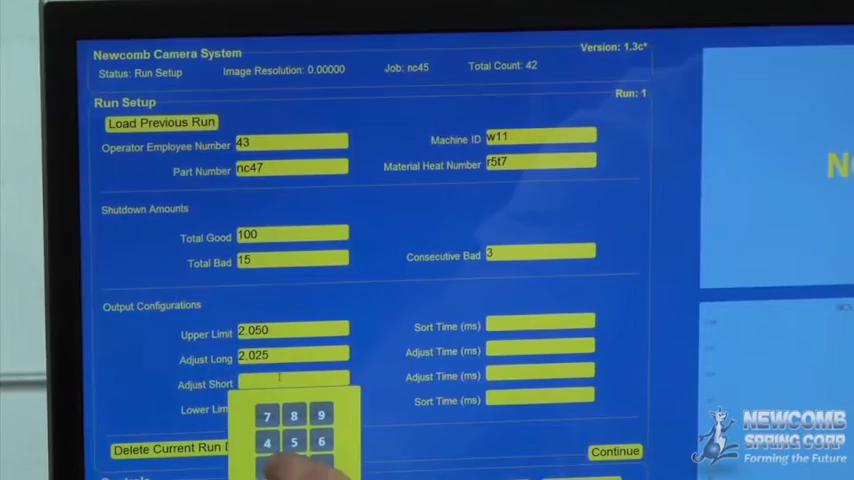 Newcomb Camera System
Version: 1.3c*
Status: Run Setup Image Resolution: 0.00000 Job: nc45 Total Count: 42
Run Setup
Run: 1
Load Previous Run
Operator Employee Number 43 Machine ID w11
Part Number nc47 Material Heat Number r5t7
Shutdown Amounts
Total Good 100
Total Bad 15 Consecutive Bad 3
Output Configurations
Upper Limit 2.050 Sort Time (ms)
Adjust Long 2.025 Adjust Time (ms)
Adjust Short Adjust Time (ms)
Lower Sort Time (ms)
7 8 9
4 5 6
Delete Current Run Continue
NEWCOMB
SPRING CORP
Forming the Future